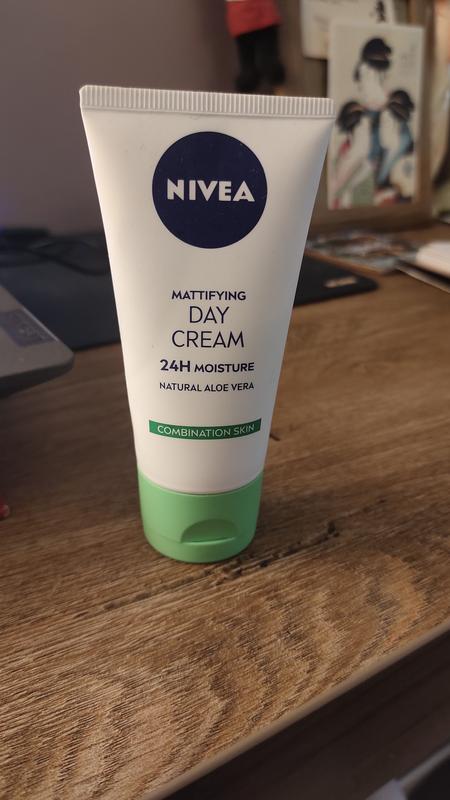 NIVEA
MATTIFYING
DAY
CREAM
24H MOISTURE
NATURAL ALOE VERA
COMBINATION SKIN